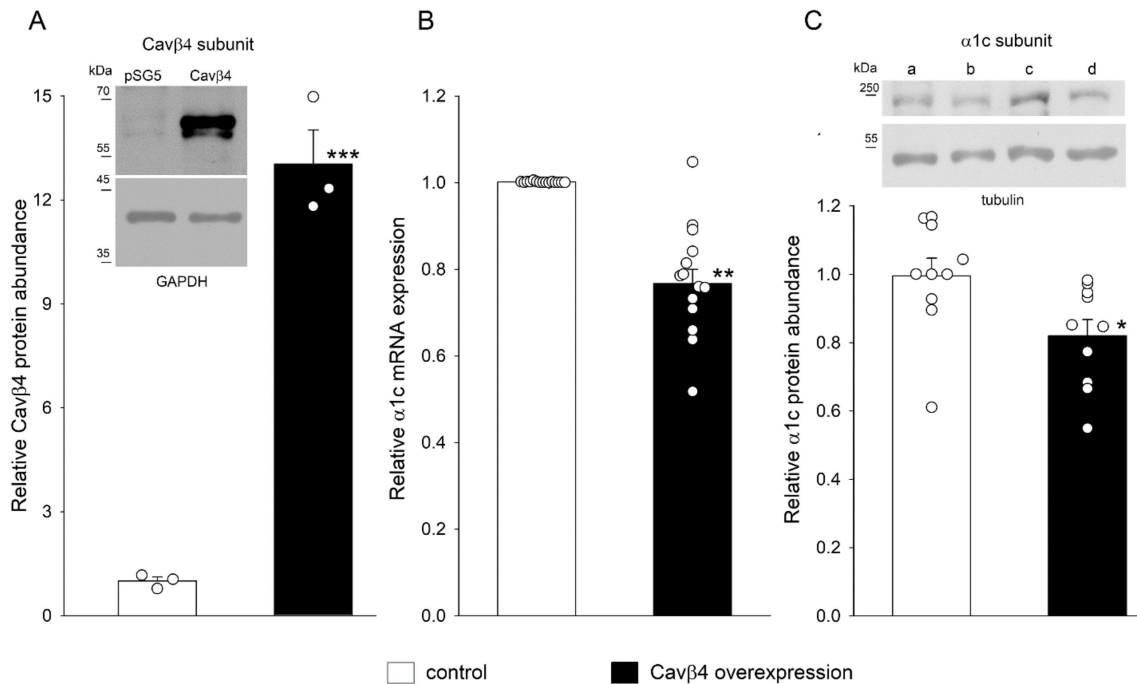 A
Cavβ4 subunit
kDa
pSG5
Cavβ4
70
55
45
35
GAPDH
15
12
9
6
3
0
Relative Cavβ4 protein abundance
***
B
1.2
1.0
0.8
0.6
0.4
0.2
0.0
Relative α1c mRNA expression
**
C
α1c subunit
kDa
a b c d
250
55
tubulin
1.2
1.0
0.8
0.6
0.4
0.2
0.0
Relative α1c protein abundance
*
control
Cavβ4 overexpression